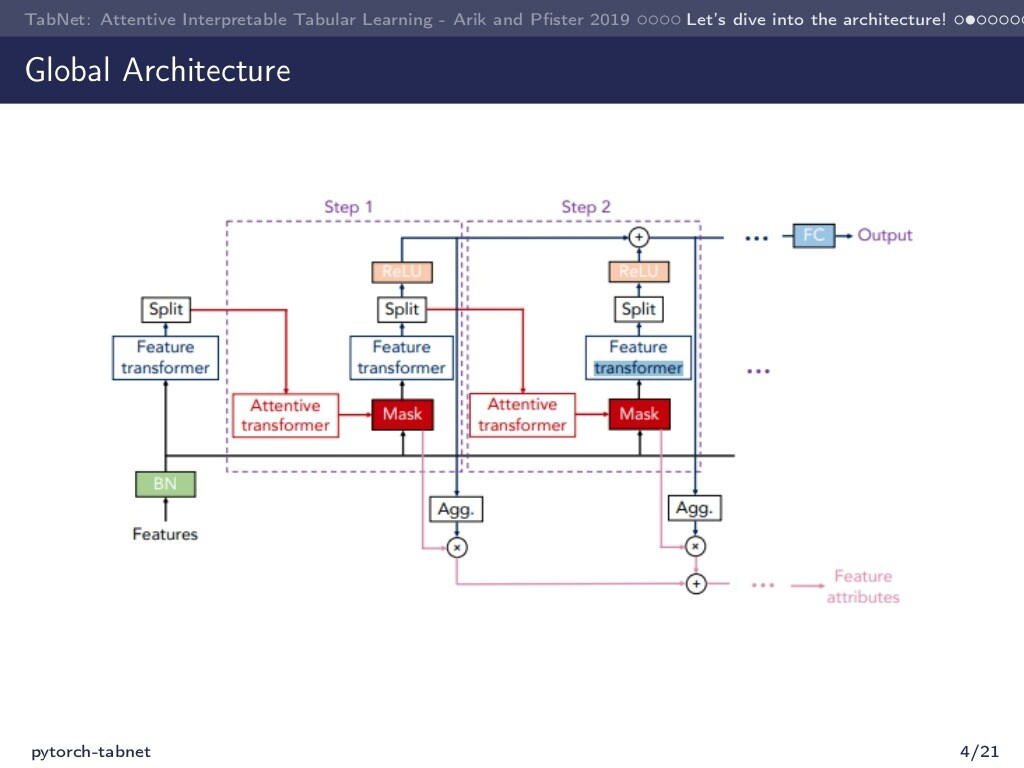 TabNet: Attentive Interpretable Tabular Learning - Arik and Pfister 2019 Let's dive into the architecture!
Global Architecture
Step 1
Step 2
... FC Output
ReLU
ReLU
Split
Split
Split
Feature
transformer
Feature
transformer
Feature
transformer
...
Attentive
transformer
Mask
Attentive
transformer
Mask
BN
Features
Agg.
Agg.
×
×
+
+
... Feature
attributes
pytorch-tabnet
4/21